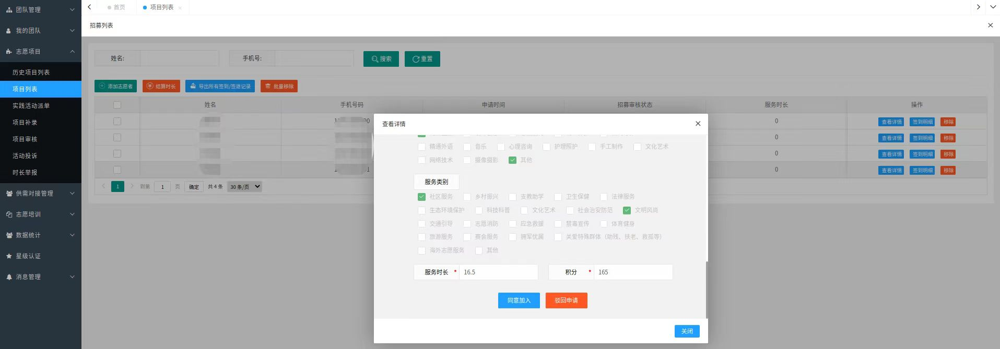 团队管理
我的团队
志愿项目
历史项目列表
项目列表
实践活动派单
项目补录
项目审核
活动投诉
时长举报
供需对接管理
志愿培训
数据统计
星级认证
消息管理
首页 项目列表
招募列表
姓名: 手机号: 搜索 重置
添加志愿者 结算时长 导出所有签到/签退记录 批量移除
姓名 手机号码 申请时间 招募审核状态 服务时长 操作
0 查看详情 签到明细 移除
0 查看详情 签到明细 移除
0 查看详情 签到明细 移除
0 查看详情 签到明细 移除
1 到第 1 页 确定 共 4 条 30 条/页
查看详情
精通外语 音乐 心理咨询 护理照护 手工制作 文化艺术
网络技术 摄像摄影 其他
服务类别
社区服务 乡村振兴 支教助学 卫生保健 法律服务
生态环境保护 科技科普 文化艺术 社会治安防范 文明风尚
交通引导 志愿消防 应急救援 禁毒宣传 体育健身
旅游服务 赛会服务 拥军优属 关爱特殊群体（助残、扶老、救孤等）
海外志愿服务 其他
服务时长 * 16.5 积分 * 165
同意加入 驳回申请
关闭